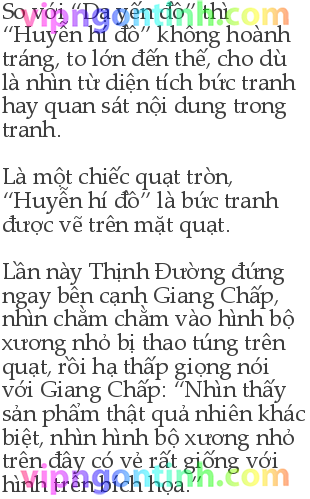 So với “Dạ yến đồ” thì
“Huyễn hí đồ” không hoành
tráng, to lớn đến thế, cho dù
là nhìn từ diện tích bức tranh
hay quan sát nội dung trong
tranh.
Là một chiếc quạt tròn,
“Huyễn hí đồ” là bức tranh
được vẽ trên mặt quạt.
Lần này Thịnh Đường đứng
ngay bên cạnh Giang Chấp,
nhìn chằm chằm vào hình bộ
xương nhỏ bị thao túng trên
quạt, rồi hạ thấp giọng nói
với Giang Chấp: “Nhìn thấy
sản phẩm thật quả nhiên khác
biệt, nhìn hình bộ xương nhỏ
trên đây có vẻ rất giống với
hình trên bích họa.”
vipngontinh.com
vipngontinh.com